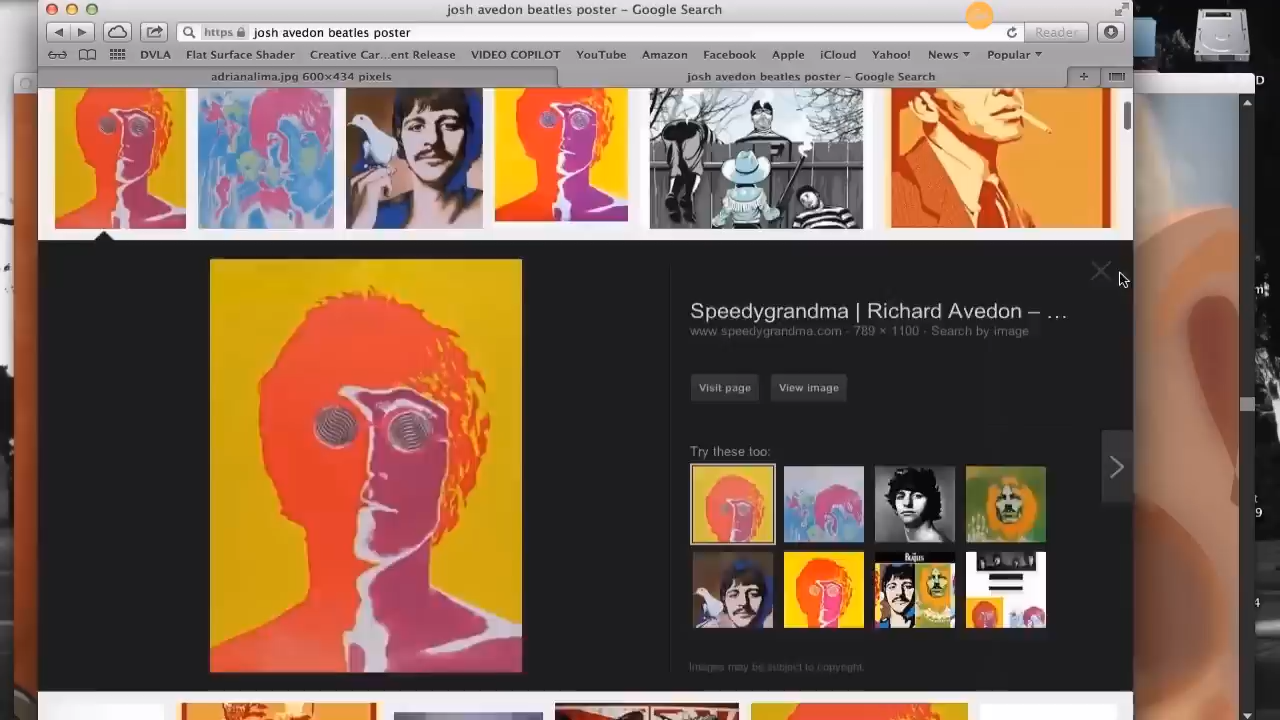 josh avedon beatles poster – Google Search
https josh avedon beatles poster Reader
DVLA Flat Surface Shader Creative Car...ent Release VIDEO COPILOT YouTube Amazon Facebook Apple iCloud Yahoo! News Popular
adrianalima.jpg 600×434 pixels josh avedon beatles poster – Google Search
Speedygrandma | Richard Avedon – …
www.speedygrandma.com · 789 × 1100 · Search by image
Visit page View image
Try these too:
Images may be subject to copyright.